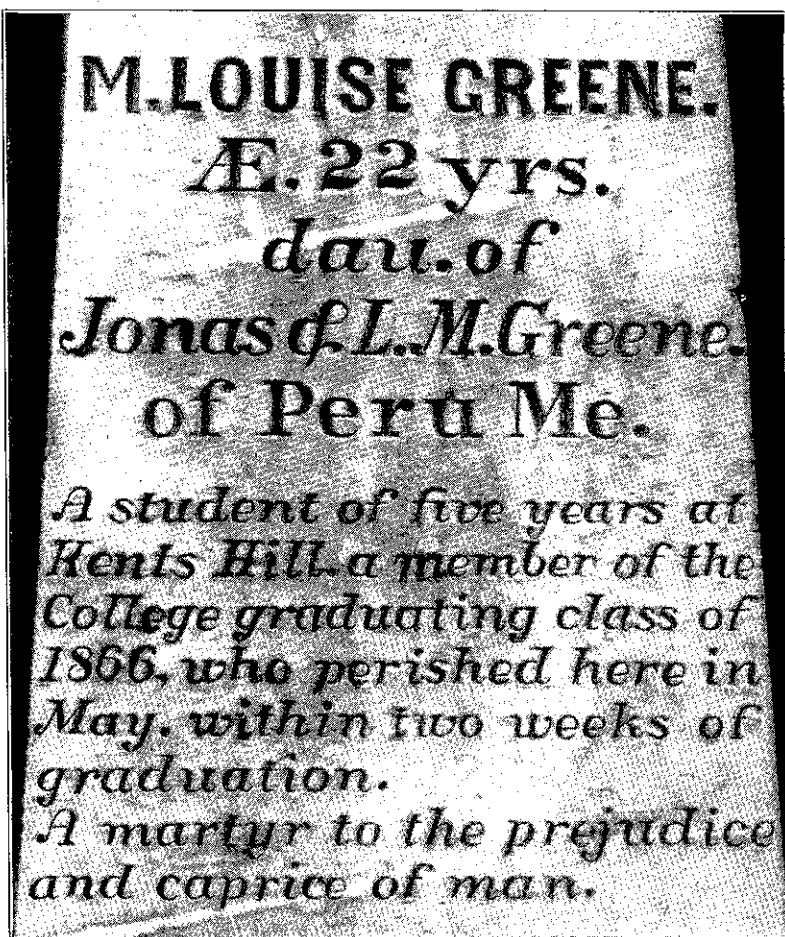 M. LOUISE GREENE.
Æ. 22 yrs.
dau. of
Jonas & L. M. Greene.
of Peru Me.
A student of five years at
Kents Hill. a member of the
College graduating class of
1866, who perished here in
May. within two weeks of
graduation.
A martyr to the prejudice
and caprice of man.